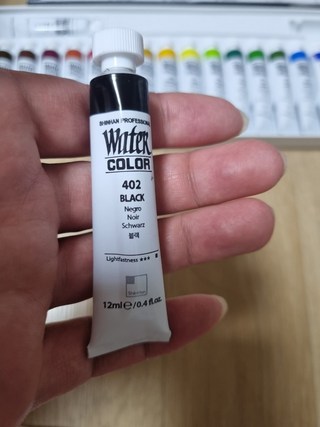 SHINHAN PROFESSIONAL
Water
COLOR
402
BLACK
Negro
Noir
Schwarz
블랙
Lightfastness ★★★
12ml ℮ / 0.4 fl.oz.